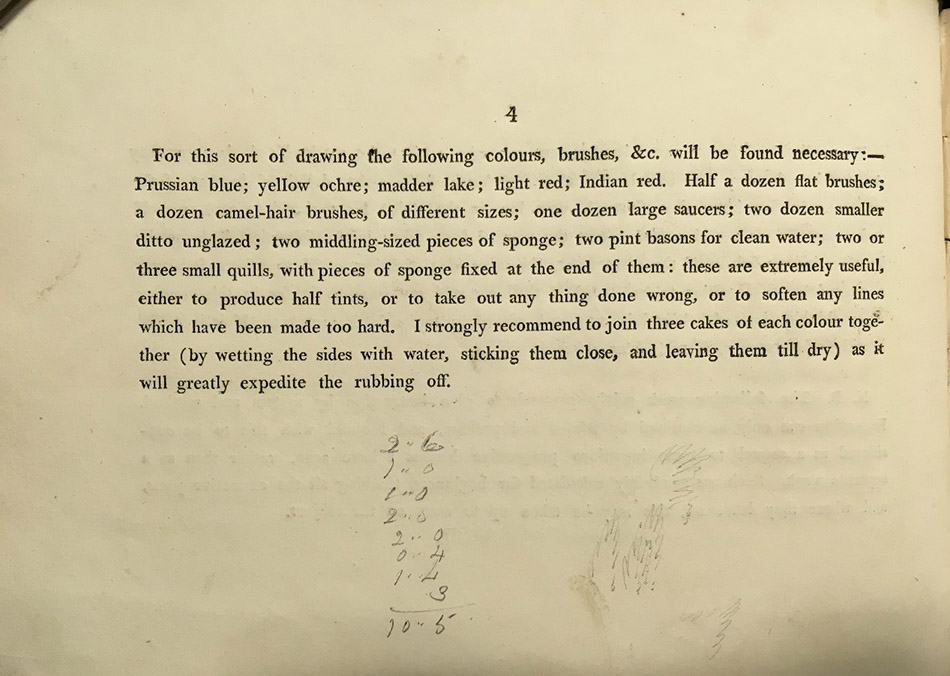 4
For this sort of drawing the following colours, brushes, &c. will be found necessary:—
Prussian blue; yellow ochre; madder lake; light red; Indian red. Half a dozen flat brushes;
a dozen camel-hair brushes, of different sizes; one dozen large saucers; two dozen smaller
ditto unglazed; two middling-sized pieces of sponge; two pint basons for clean water; two or
three small quills, with pieces of sponge fixed at the end of them: these are extremely useful,
either to produce half tints, or to take out any thing done wrong, or to soften any lines
which have been made too hard. I strongly recommend to join three cakes of each colour toge-
ther (by wetting the sides with water, sticking them close, and leaving them till dry) as it
will greatly expedite the rubbing off.
2 " 6
1 " 0
1 " 0
2 " 0
2 " 0
0 " 4
1 " 4
3
10 " 5